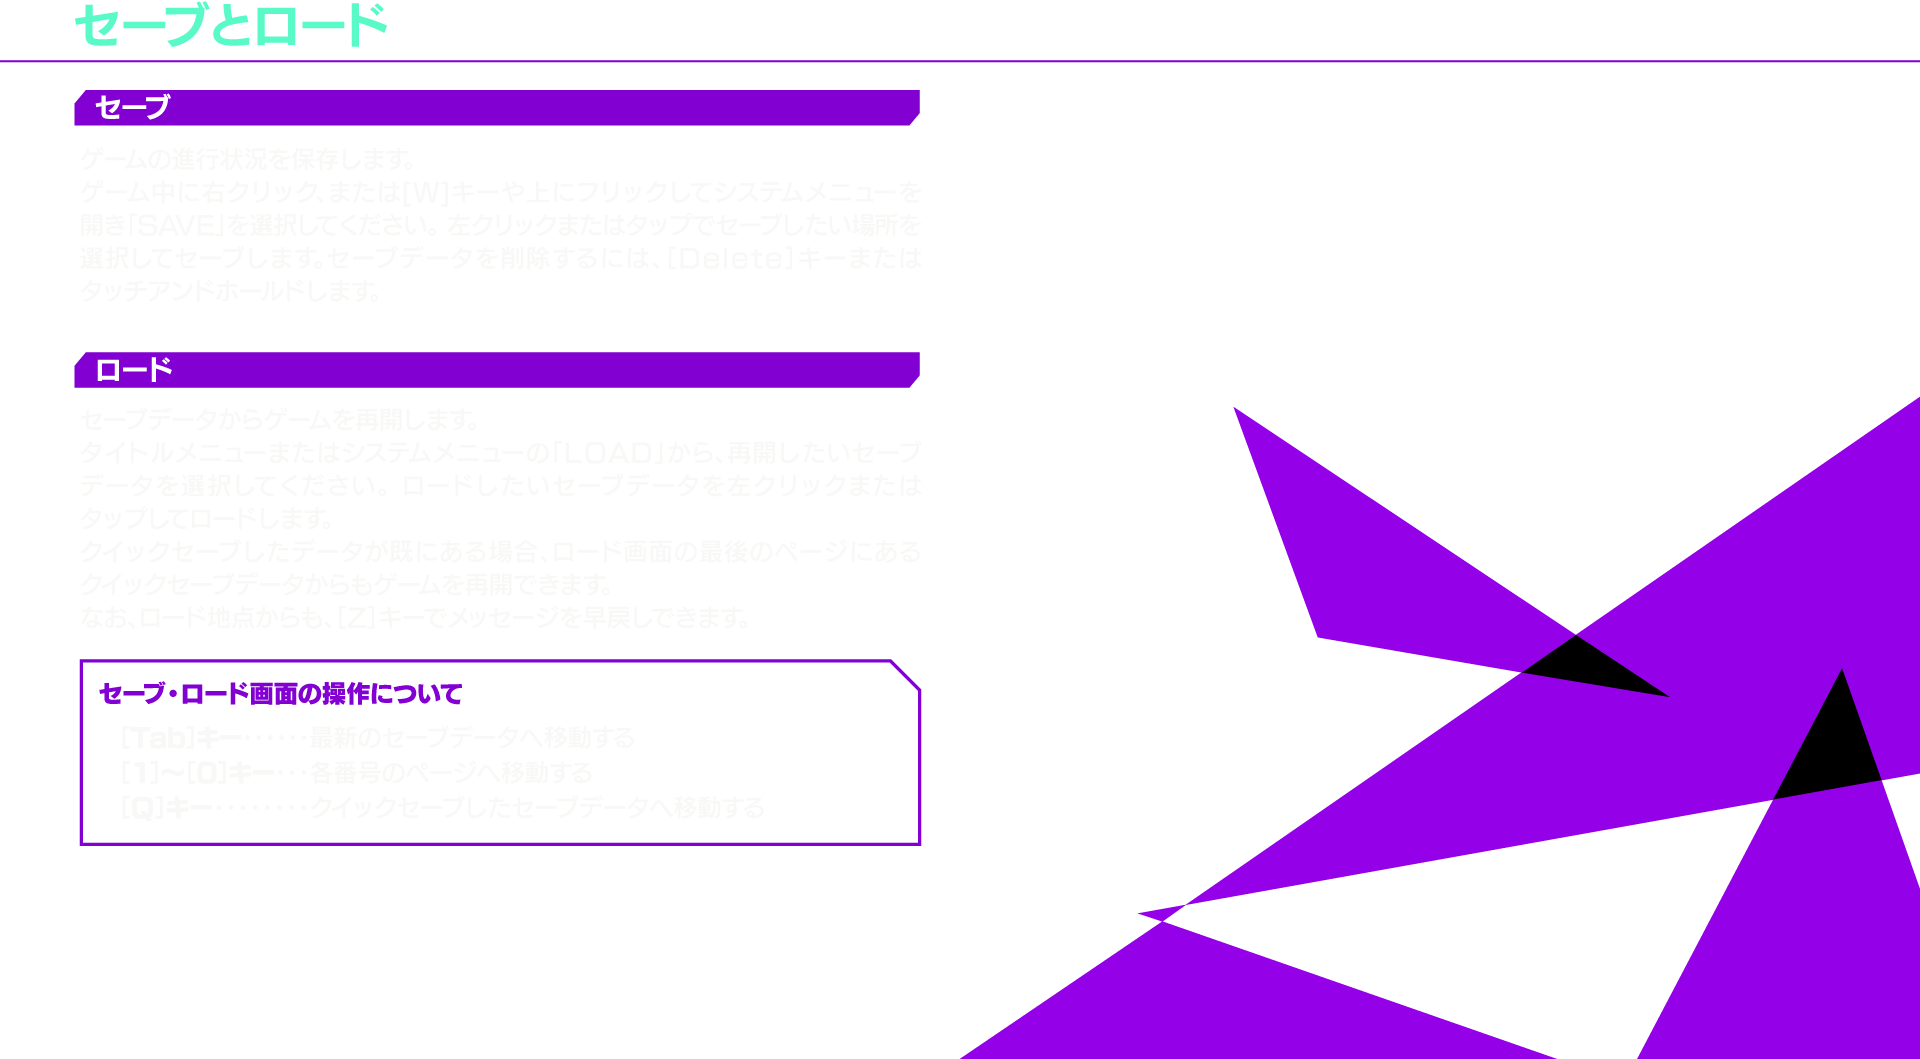 セーブとロード
セーブ
ゲームの進行状況を保存します。
ゲーム中に右クリック、または[W]キーや上にフリックしてシステムメニューを
開き「SAVE」を選択してください。左クリックまたはタップでセーブしたい場所を
選択してセーブします。セーブデータを削除するには、[Delete]キーまたは
タッチアンドホールドします。
ロード
セーブデータからゲームを再開します。
タイトルメニューまたはシステムメニューの「LOAD」から、再開したいセーブ
データを選択してください。ロードしたいセーブデータを左クリックまたは
タップしてロードします。
クイックセーブしたデータが既にある場合、ロード画面の最後のページにある
クイックセーブデータからもゲームを再開できます。
なお、ロード地点からも、[Z]キーでメッセージを早戻しできます。
セーブ・ロード画面の操作について
[Tab]キー・・・・・・最新のセーブデータへ移動する
[1]～[0]キー・・・各番号のページへ移動する
[Q]キー・・・・・・・・クイックセーブしたセーブデータへ移動する